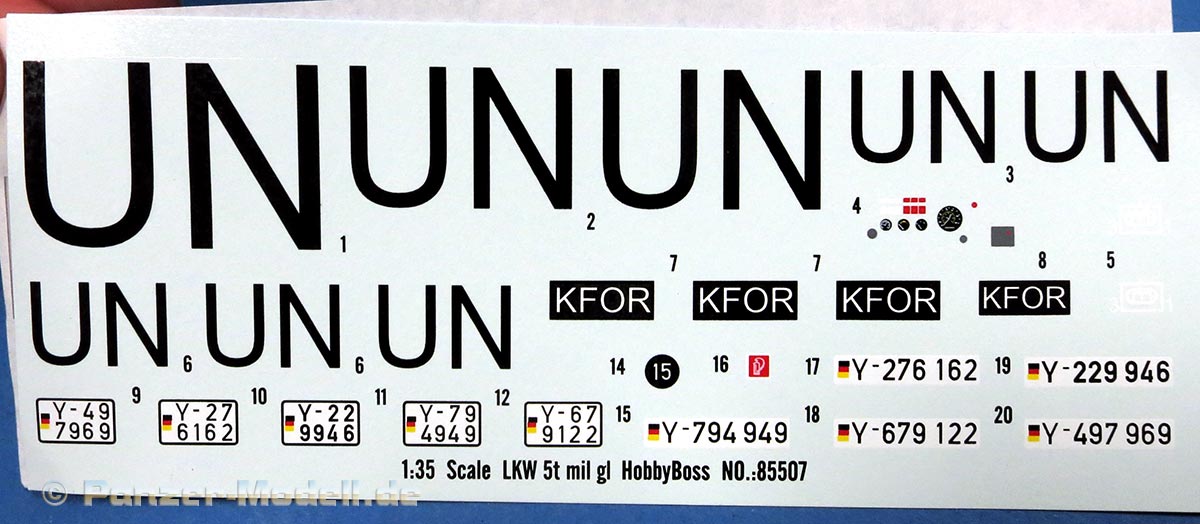 UN UN UN UN UN
1 2 3
4
7 7 8 5
UN UN UN KFOR KFOR KFOR KFOR
3 1
6 6
14 15 16 17 Y-276 162 19 Y-229 946
9 10 11 12
Y-49 7969 Y-27 6162 Y-22 9946 Y-79 4949 Y-67 9122
15 Y-794 949 18 Y-679 122 20 Y-497 969
1:35 Scale LKW 5t mil gl HobbyBoss NO.:85507
© Panzer-Modell.de